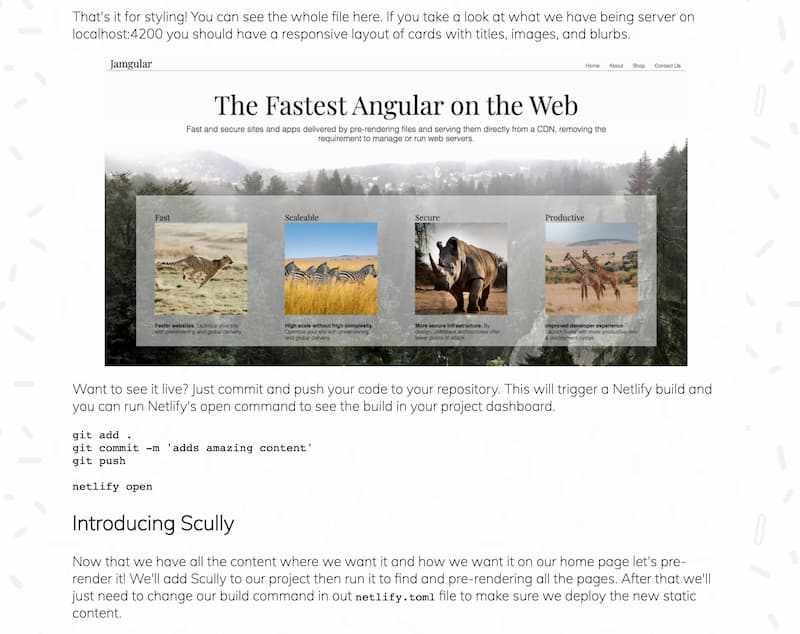 That's it for styling! You can see the whole file here. If you take a look at what we have being server on
localhost:4200 you should have a responsive layout of cards with titles, images, and blurbs.
Jamgular
Home About Shop Contact Us
The Fastest Angular on the Web
Fast and secure sites and apps delivered by pre-rendering files and serving them directly from a CDN, removing the
requirement to manage or run web servers.
Fast Scaleable Secure Productive
Faster websites. Optimize your site
with prerendering and global delivery.
High scale without high complexity.
Optimize your site with prerendering
and global delivery.
More secure infrastructure. By
design, JAMstack architectures offer
fewer points of attack.
Improved developer experience.
Launch faster with more productive dev
& deployment cycles.
Want to see it live? Just commit and push your code to your repository. This will trigger a Netlify build and
you can run Netlify's open command to see the build in your project dashboard.
git add .
git commit -m 'adds amazing content'
git push
netlify open
Introducing Scully
Now that we have all the content where we want it and how we want it on our home page let's pre-
render it! We'll add Scully to our project then run it to find and pre-rendering all the pages. After that we'll
just need to change our build command in out netlify.toml file to make sure we deploy the new static
content.